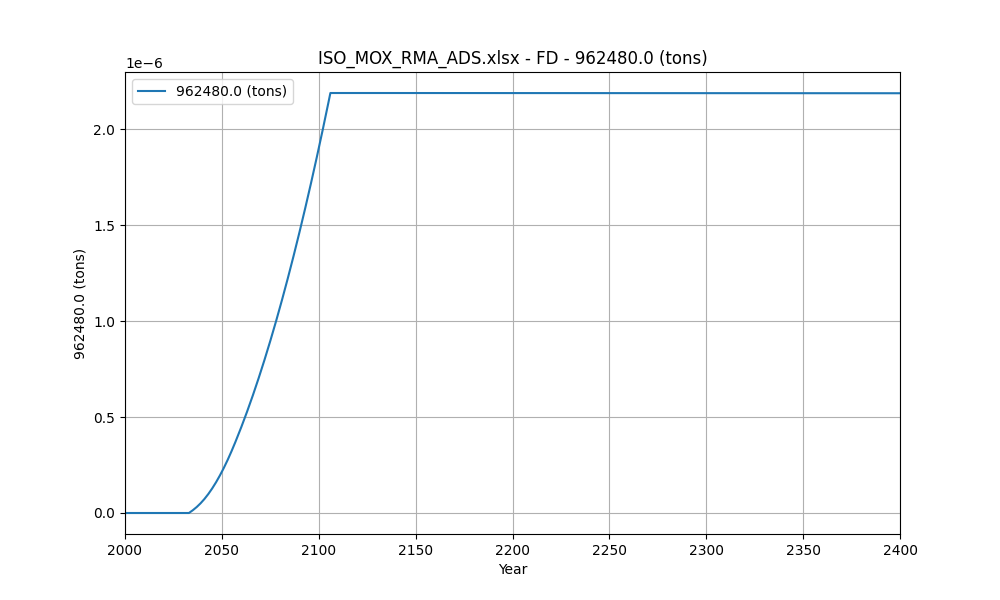 ISO_MOX_RMA_ADS.xlsx - FD - 962480.0 (tons)
1e−6
962480.0 (tons)
2.0
1.5
1.0
0.5
0.0
962480.0 (tons)
2000 2050 2100 2150 2200 2250 2300 2350 2400
Year